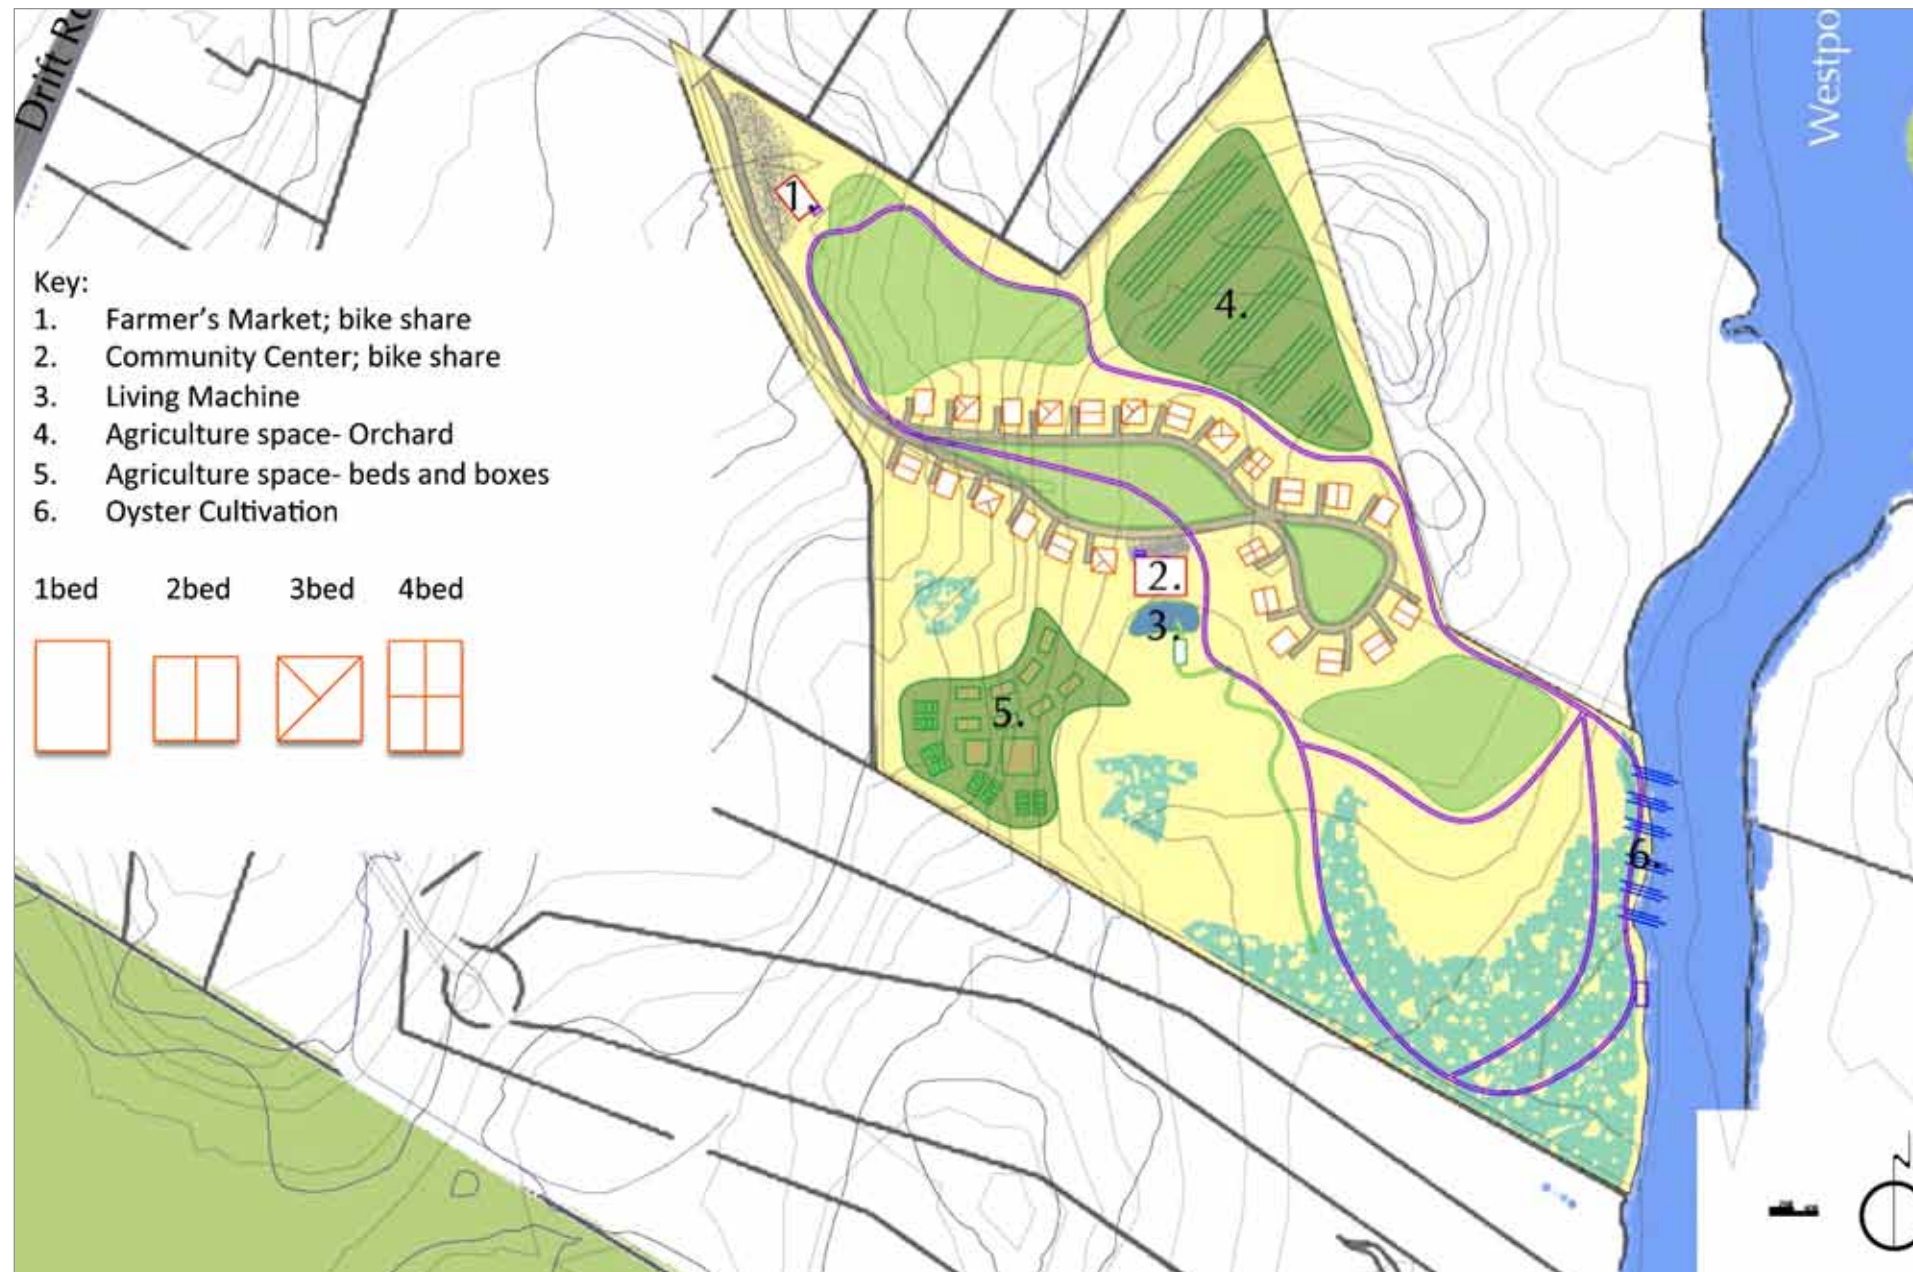 Drift
Westpo
Key:
1. Farmer's Market; bike share
2. Community Center; bike share
3. Living Machine
4. Agriculture space- Orchard
5. Agriculture space- beds and boxes
6. Oyster Cultivation
1bed 2bed 3bed 4bed
1.
4.
2.
3.
5.
6.
N